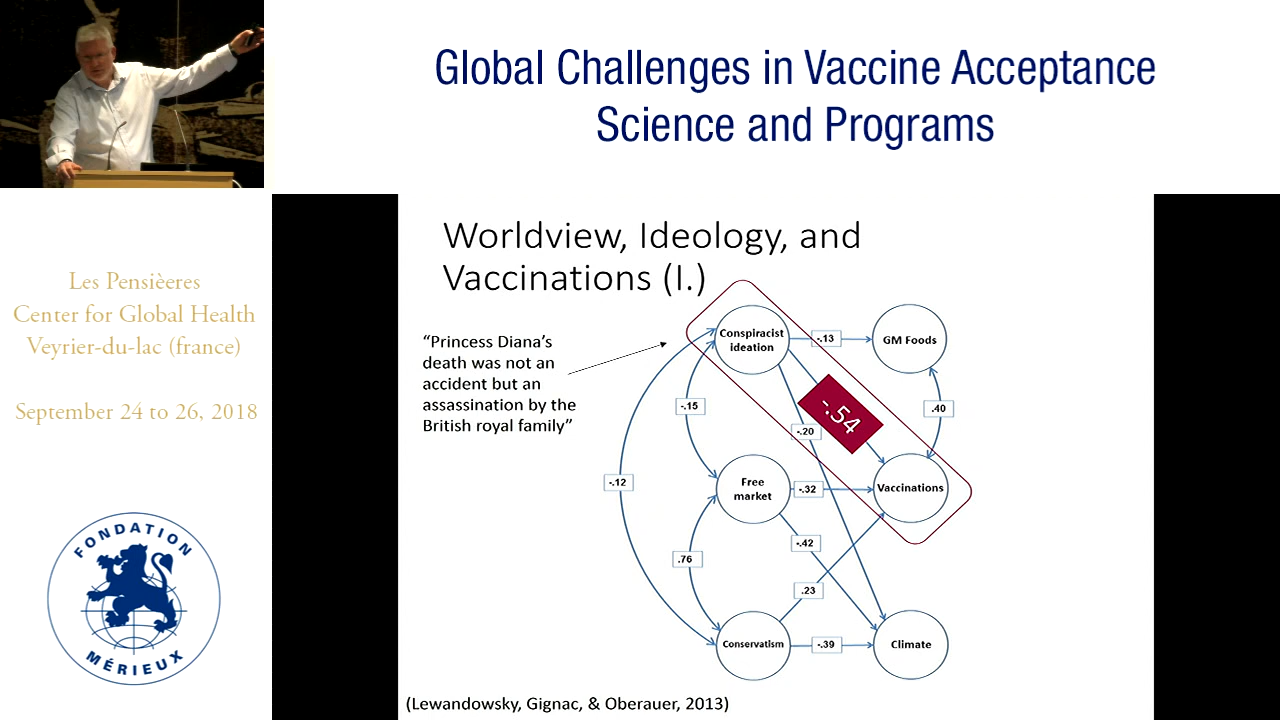 Global Challenges in Vaccine Acceptance
Science and Programs
Les Pensièeres
Center for Global Health
Veyrier-du-lac (france)
September 24 to 26, 2018
FONDATION
MÉRIEUX
Worldview, Ideology, and
Vaccinations (I.)
“Princess Diana’s
death was not an
accident but an
assassination by the
British royal family”
Conspiracist
ideation
-.13
GM Foods
-.15
-.54
-.20
.40
-.12
Free
market
-.32
Vaccinations
.76
-.42
.23
Conservatism
-.39
Climate
(Lewandowsky, Gignac, & Oberauer, 2013)